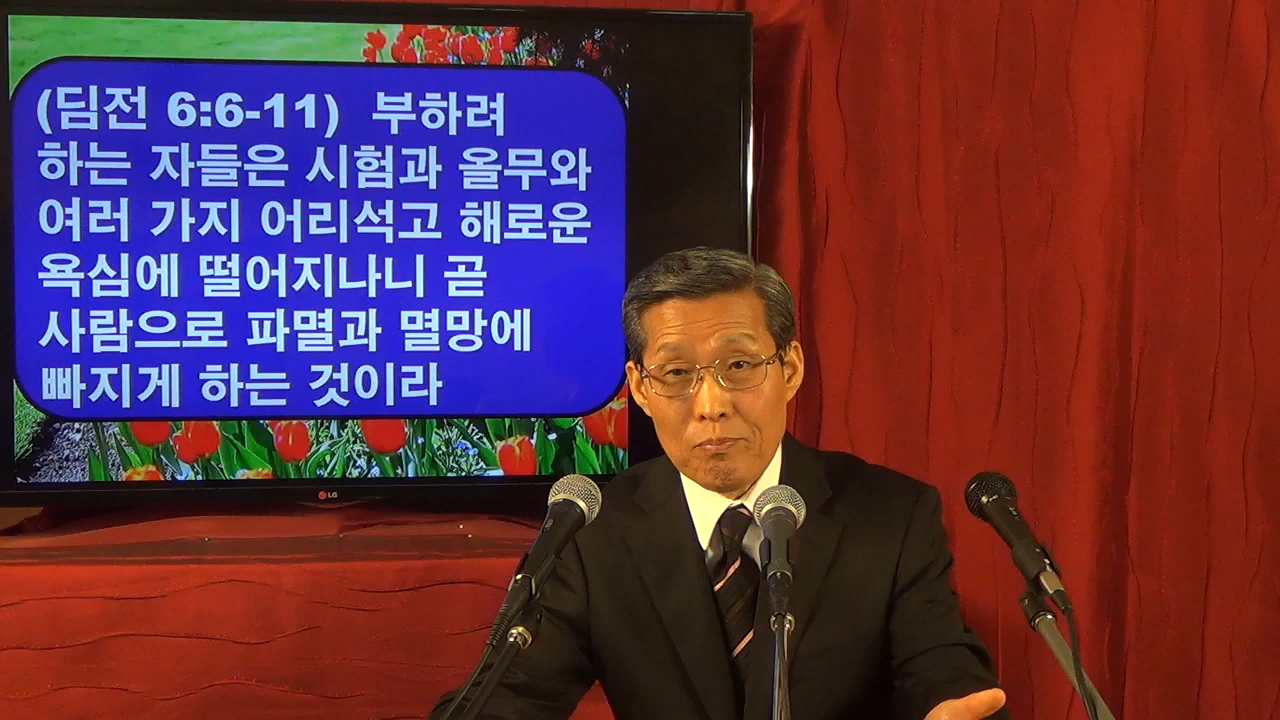 (딤전 6:6-11) 부하려
하는 자들은 시험과 올무와
여러 가지 어리석고 해로운
욕심에 떨어지나니 곧
사람으로 파멸과 멸망에
빠지게 하는 것이라
LG